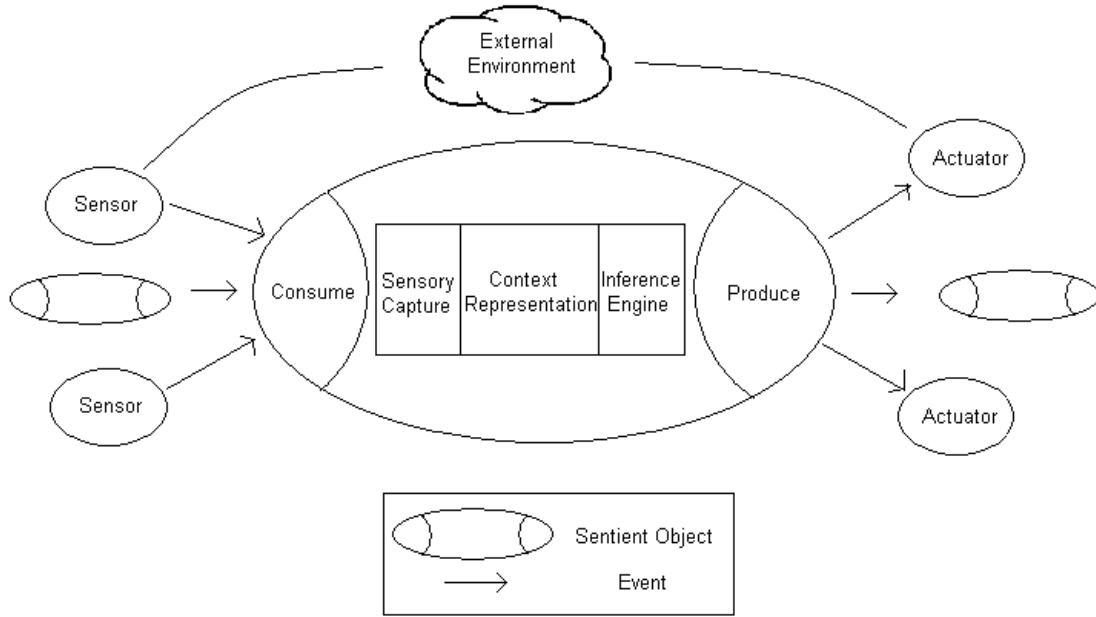 External
Environment
Sensor
Actuator
Consume
Sensory
Capture
Context
Representation
Inference
Engine
Produce
Sensor
Actuator
Sentient Object
Event